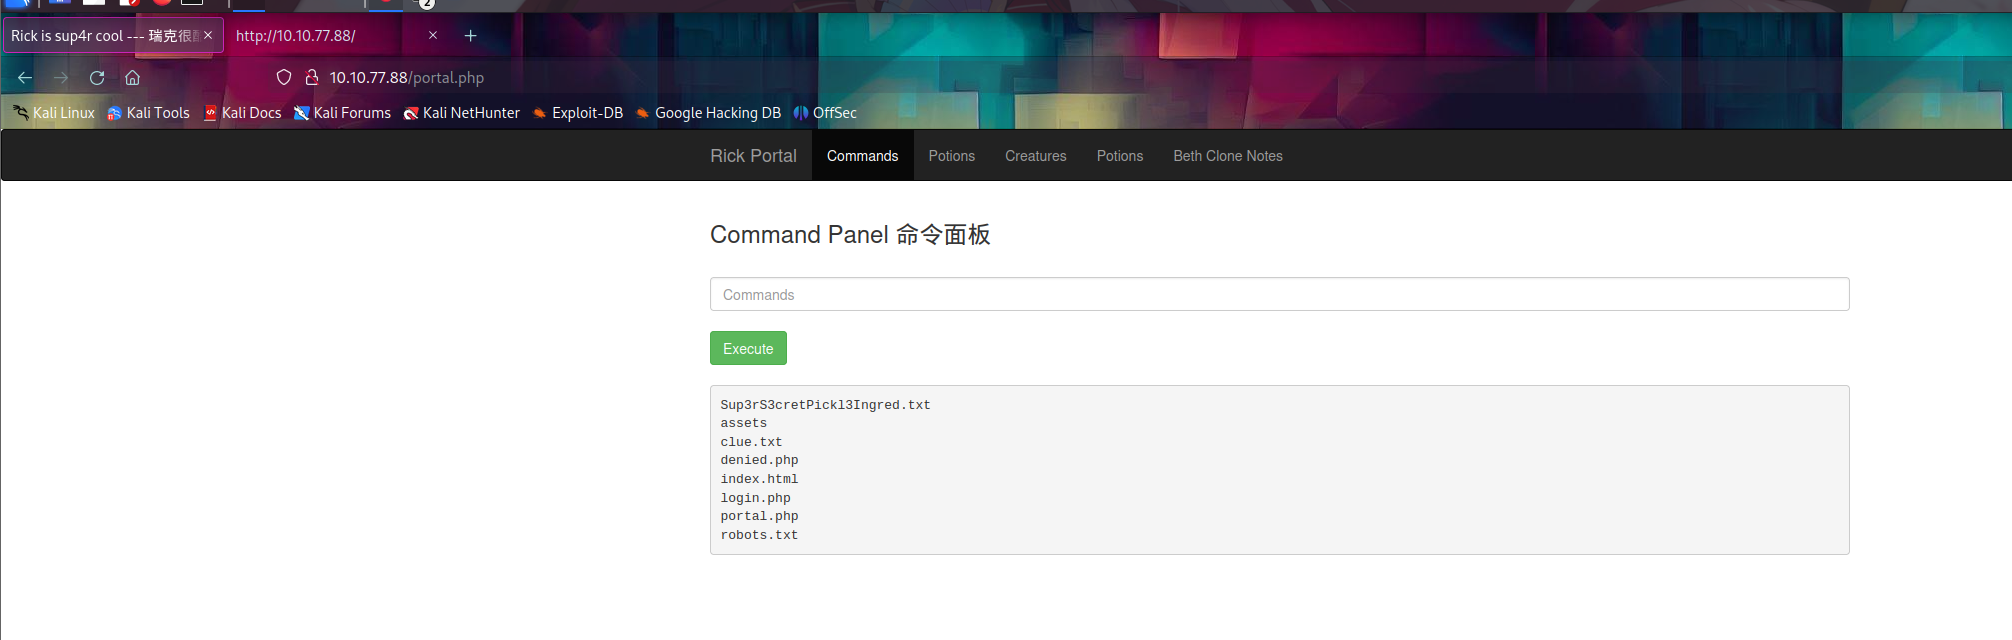 2
Rick is sup4r cool --- 瑞克很
http://10.10.77.88/
10.10.77.88/portal.php
Kali Linux Kali Tools Kali Docs Kali Forums Kali NetHunter Exploit-DB Google Hacking DB OffSec
Rick Portal Commands Potions Creatures Potions Beth Clone Notes
Command Panel 命令面板
Commands
Execute
Sup3rS3cretPickl3Ingred.txt
assets
clue.txt
denied.php
index.html
login.php
portal.php
robots.txt